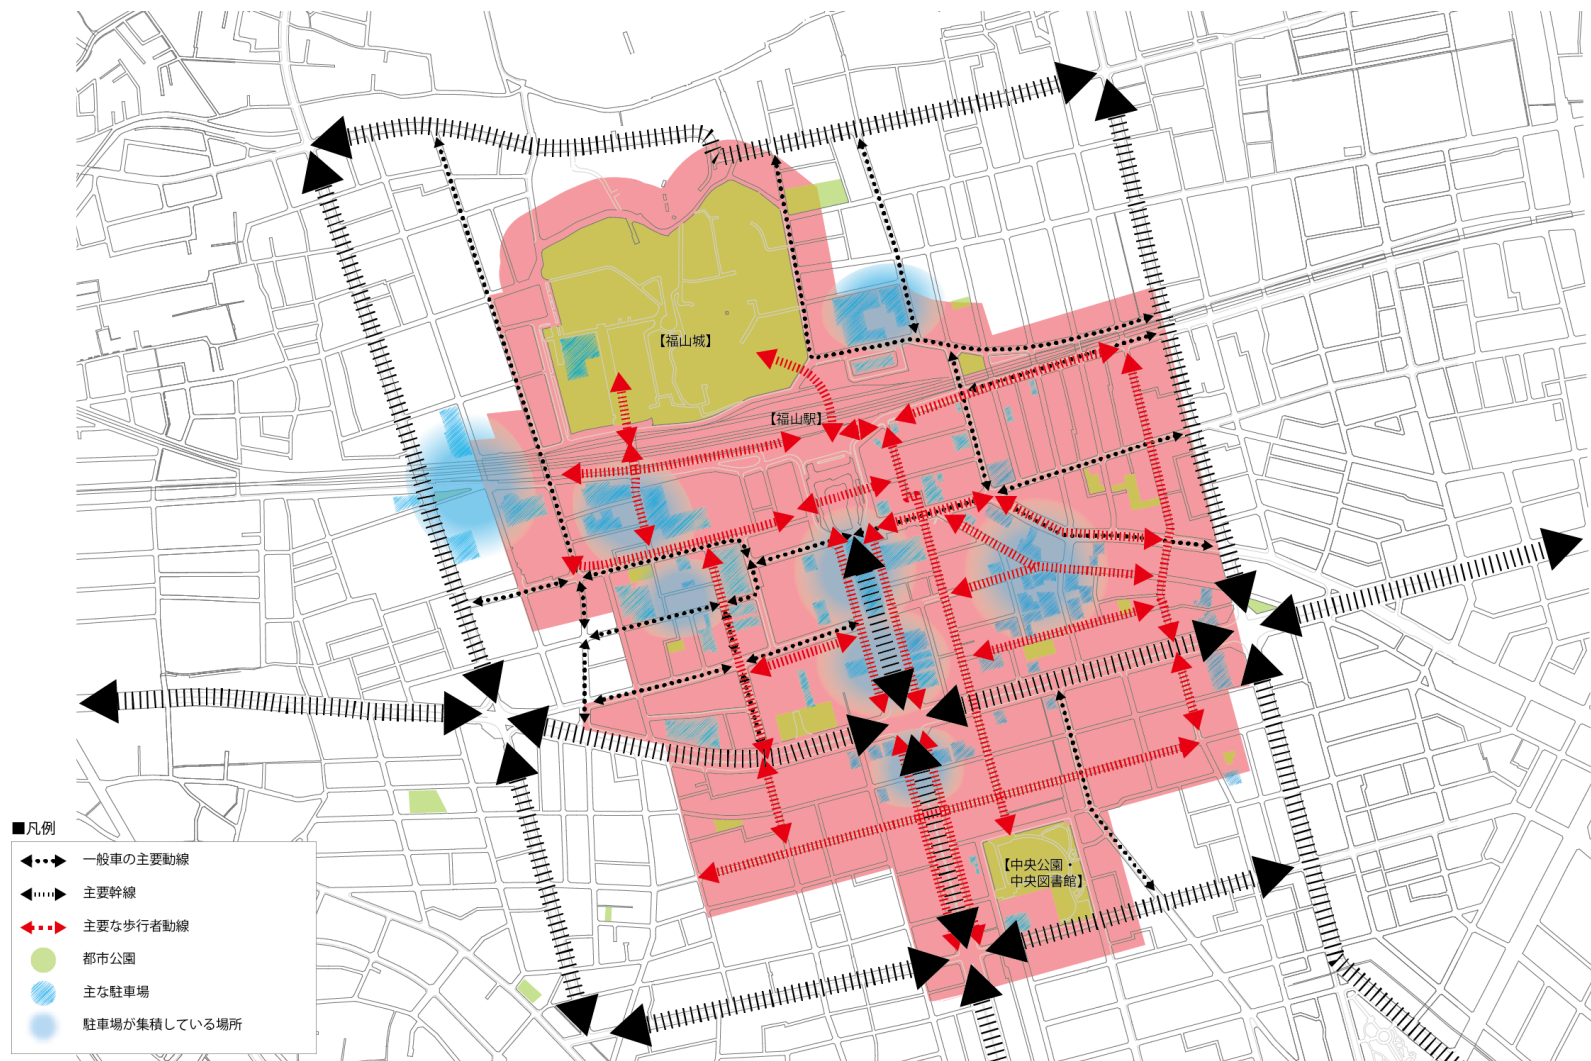 【福山城】
【福山駅】
【中央公園・
中央図書館】
■凡例
一般車の主要動線
主要幹線
主要な歩行者動線
都市公園
主な駐車場
駐車場が集積している場所